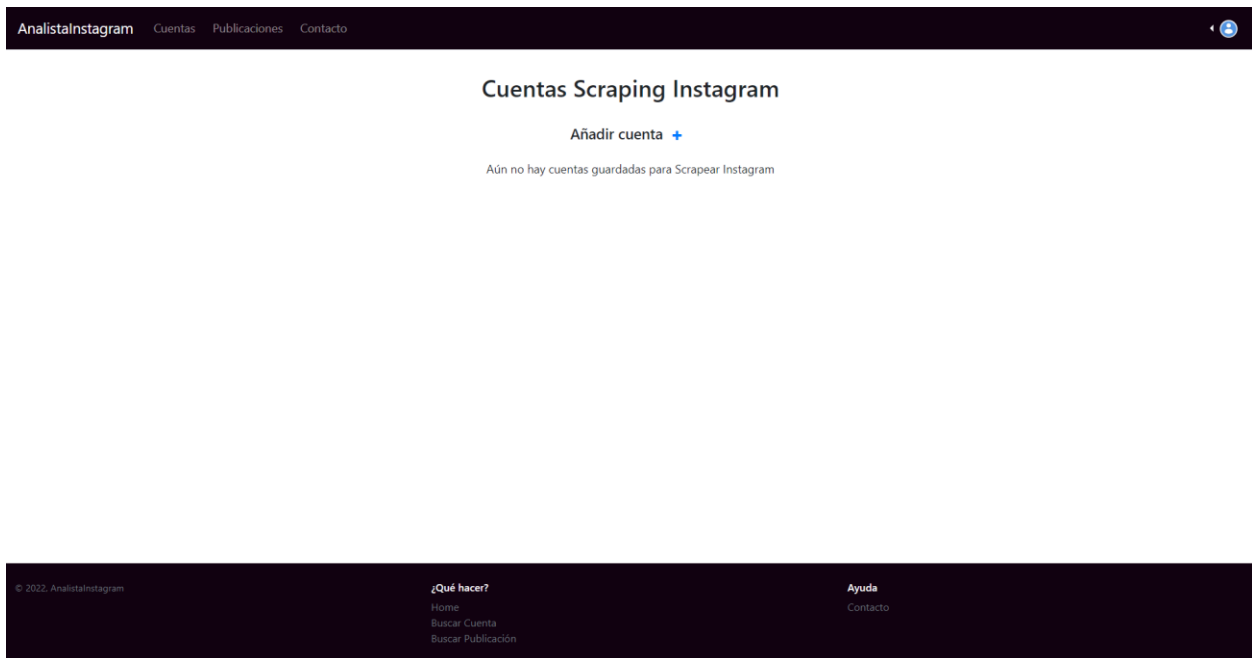 AnalistaInstagram Cuentas Publicaciones Contacto
Cuentas Scraping Instagram
Añadir cuenta +
Aún no hay cuentas guardadas para Scrapear Instagram
© 2022. AnalistaInstagram
¿Qué hacer?
Home
Buscar Cuenta
Buscar Publicación
Ayuda
Contacto